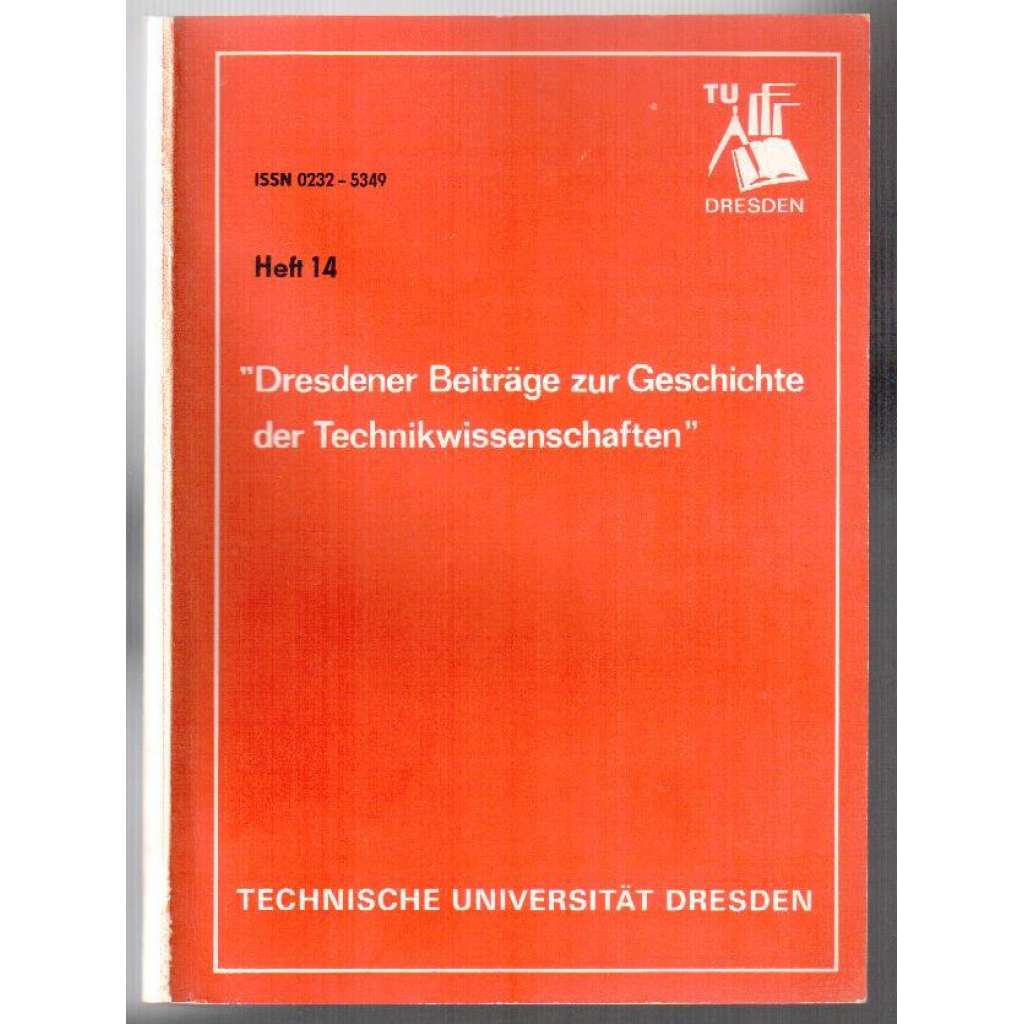 TU
DRESDEN
ISSN 0232 - 5349
Heft 14
"Dresdener Beiträge zur Geschichte
der Technikwissenschaften"
TECHNISCHE UNIVERSITÄT DRESDEN